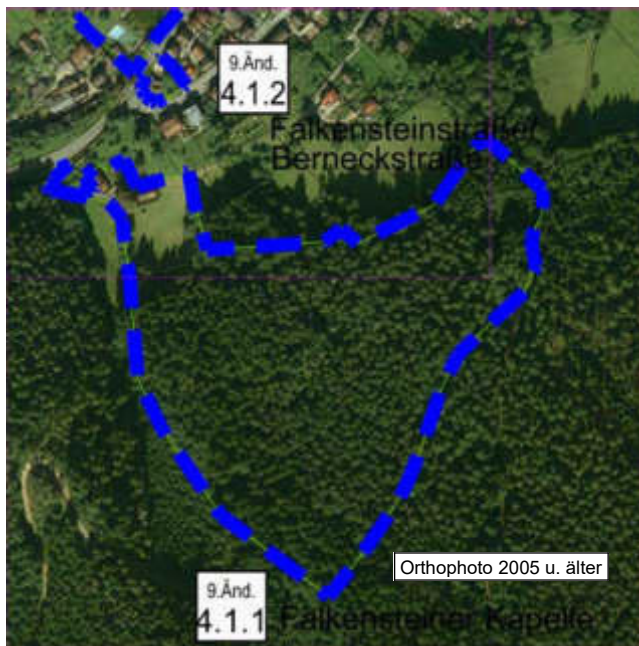 9.Änd.
4.1.2
Falkensteinstraße/
Berneckstraße
Orthophoto 2005 u. älter
9.Änd.
4.1.1 Falkensteiner Kapelle